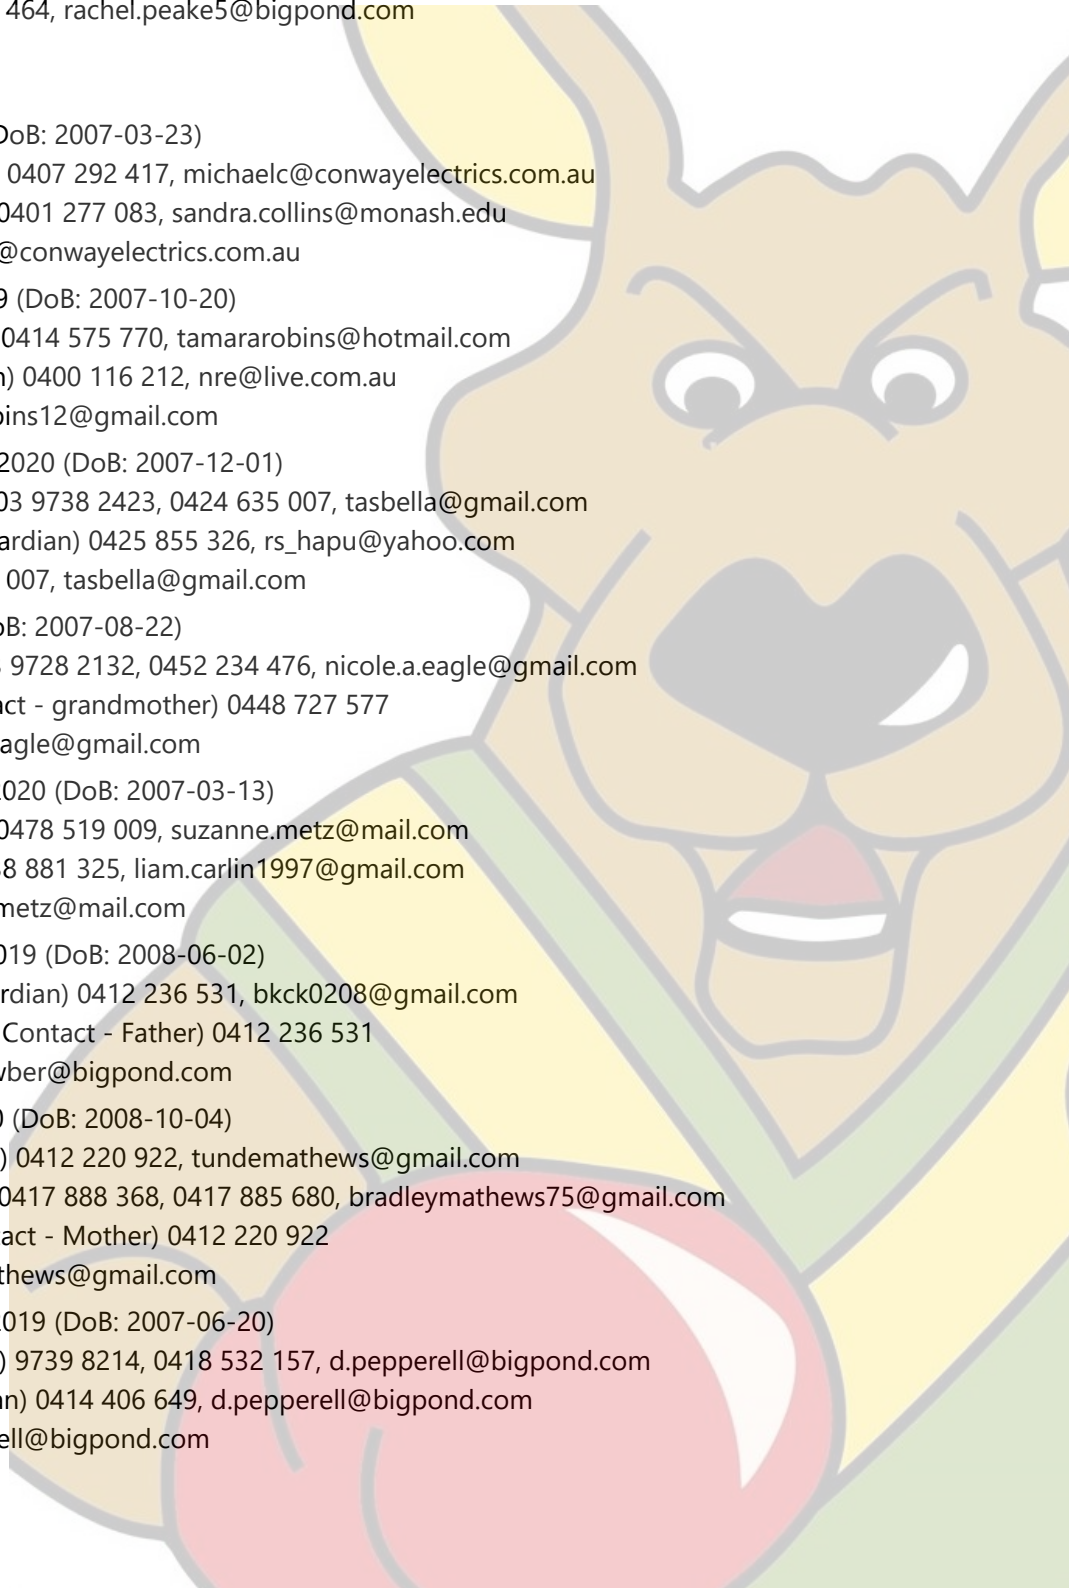 464, rachel.peake5@bigpond.com
DoB: 2007-03-23)
0407 292 417, michaelc@conwayelectrics.com.au
0401 277 083, sandra.collins@monash.edu
@conwayelectrics.com.au
9 (DoB: 2007-10-20)
0414 575 770, tamararobins@hotmail.com
n) 0400 116 212, nre@live.com.au
bins12@gmail.com
2020 (DoB: 2007-12-01)
03 9738 2423, 0424 635 007, tasbella@gmail.com
ardian) 0425 855 326, rs_hapu@yahoo.com
007, tasbella@gmail.com
oB: 2007-08-22)
9728 2132, 0452 234 476, nicole.a.eagle@gmail.com
act - grandmother) 0448 727 577
agle@gmail.com
2020 (DoB: 2007-03-13)
0478 519 009, suzanne.metz@mail.com
38 881 325, liam.carlin1997@gmail.com
metz@mail.com
019 (DoB: 2008-06-02)
rdian) 0412 236 531, bkck0208@gmail.com
Contact - Father) 0412 236 531
wber@bigpond.com
0 (DoB: 2008-10-04)
) 0412 220 922, tundemathews@gmail.com
0417 888 368, 0417 885 680, bradleymathews75@gmail.com
act - Mother) 0412 220 922
thews@gmail.com
2019 (DoB: 2007-06-20)
) 9739 8214, 0418 532 157, d.pepperell@bigpond.com
an) 0414 406 649, d.pepperell@bigpond.com
ell@bigpond.com